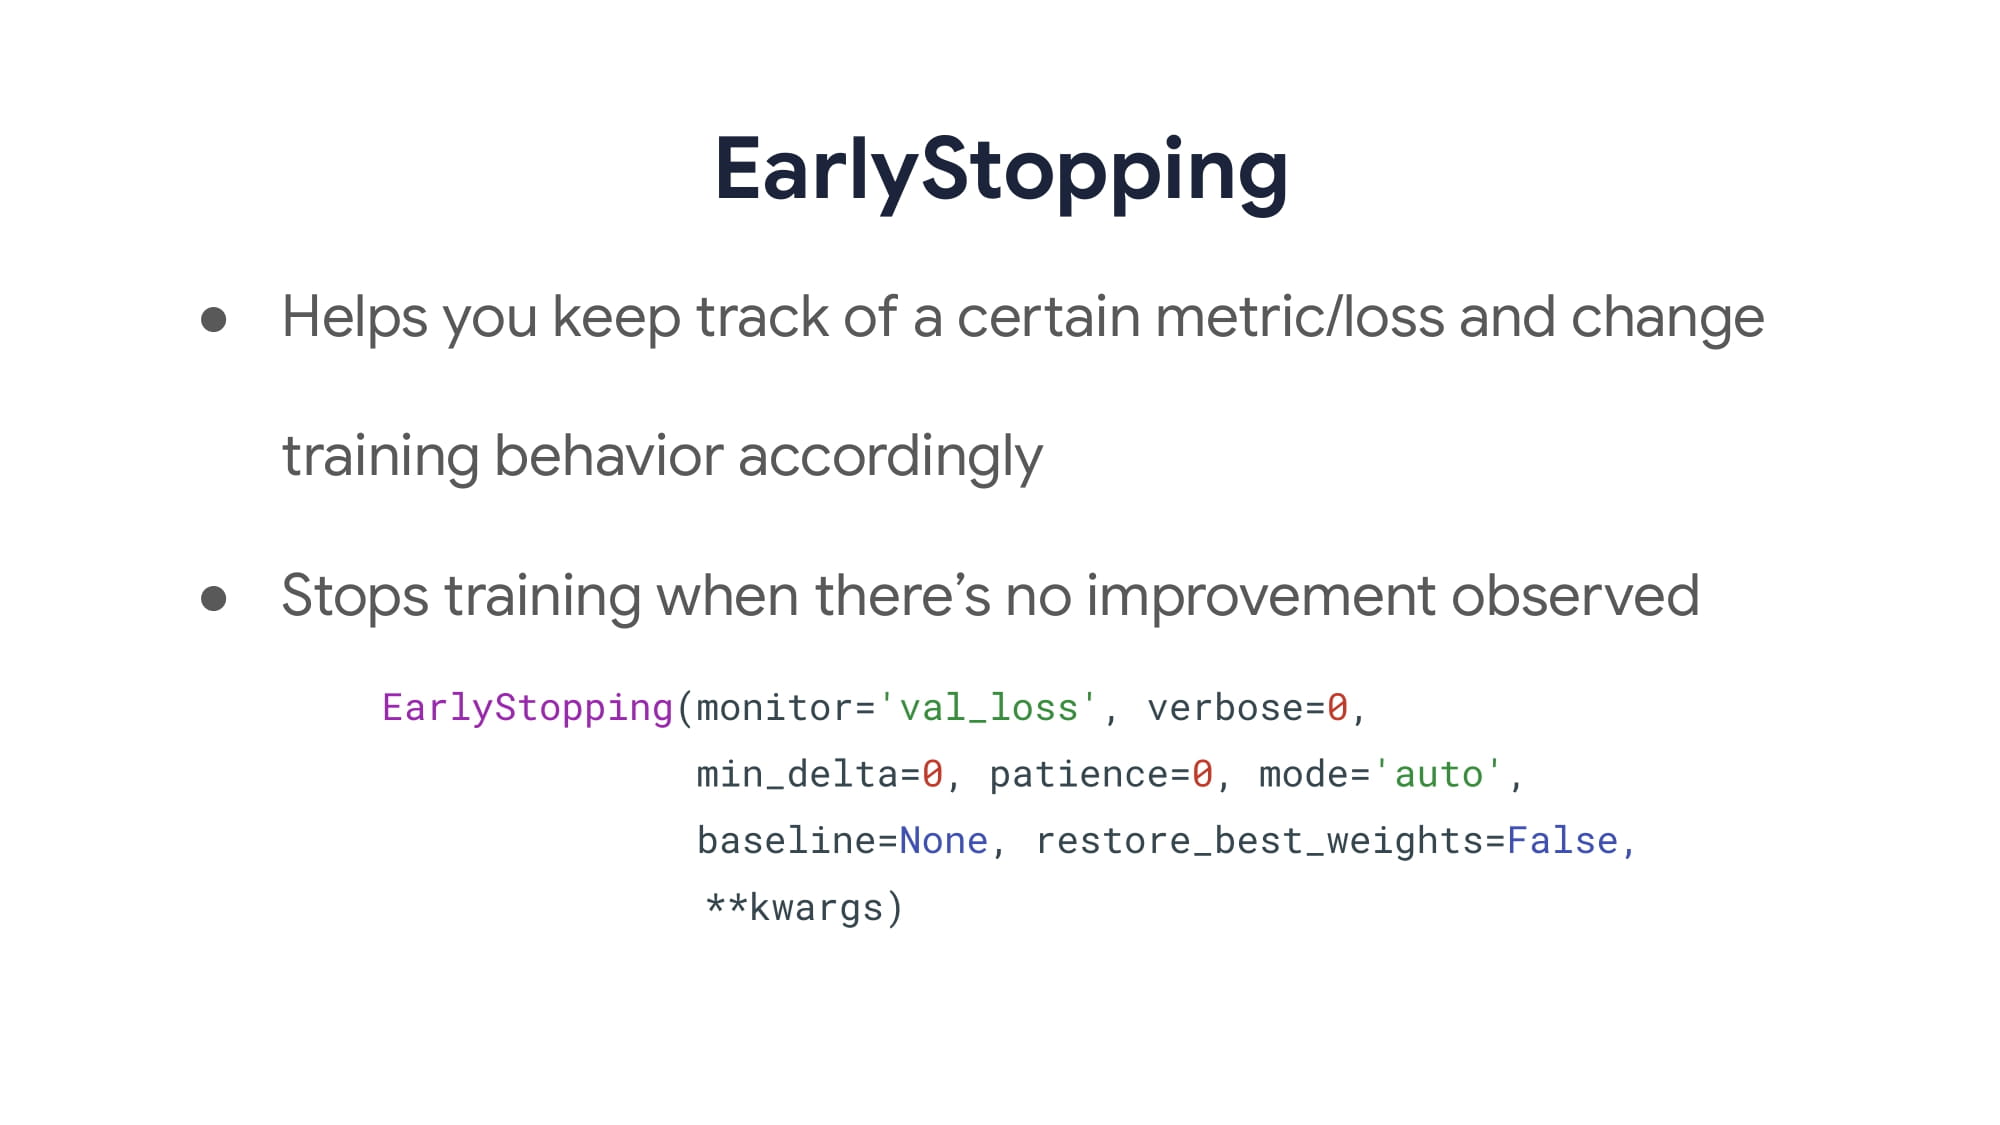 EarlyStopping
● Helps you keep track of a certain metric/loss and change
training behavior accordingly
● Stops training when there’s no improvement observed
EarlyStopping(monitor='val_loss', verbose=0,
min_delta=0, patience=0, mode='auto',
baseline=None, restore_best_weights=False,
**kwargs)